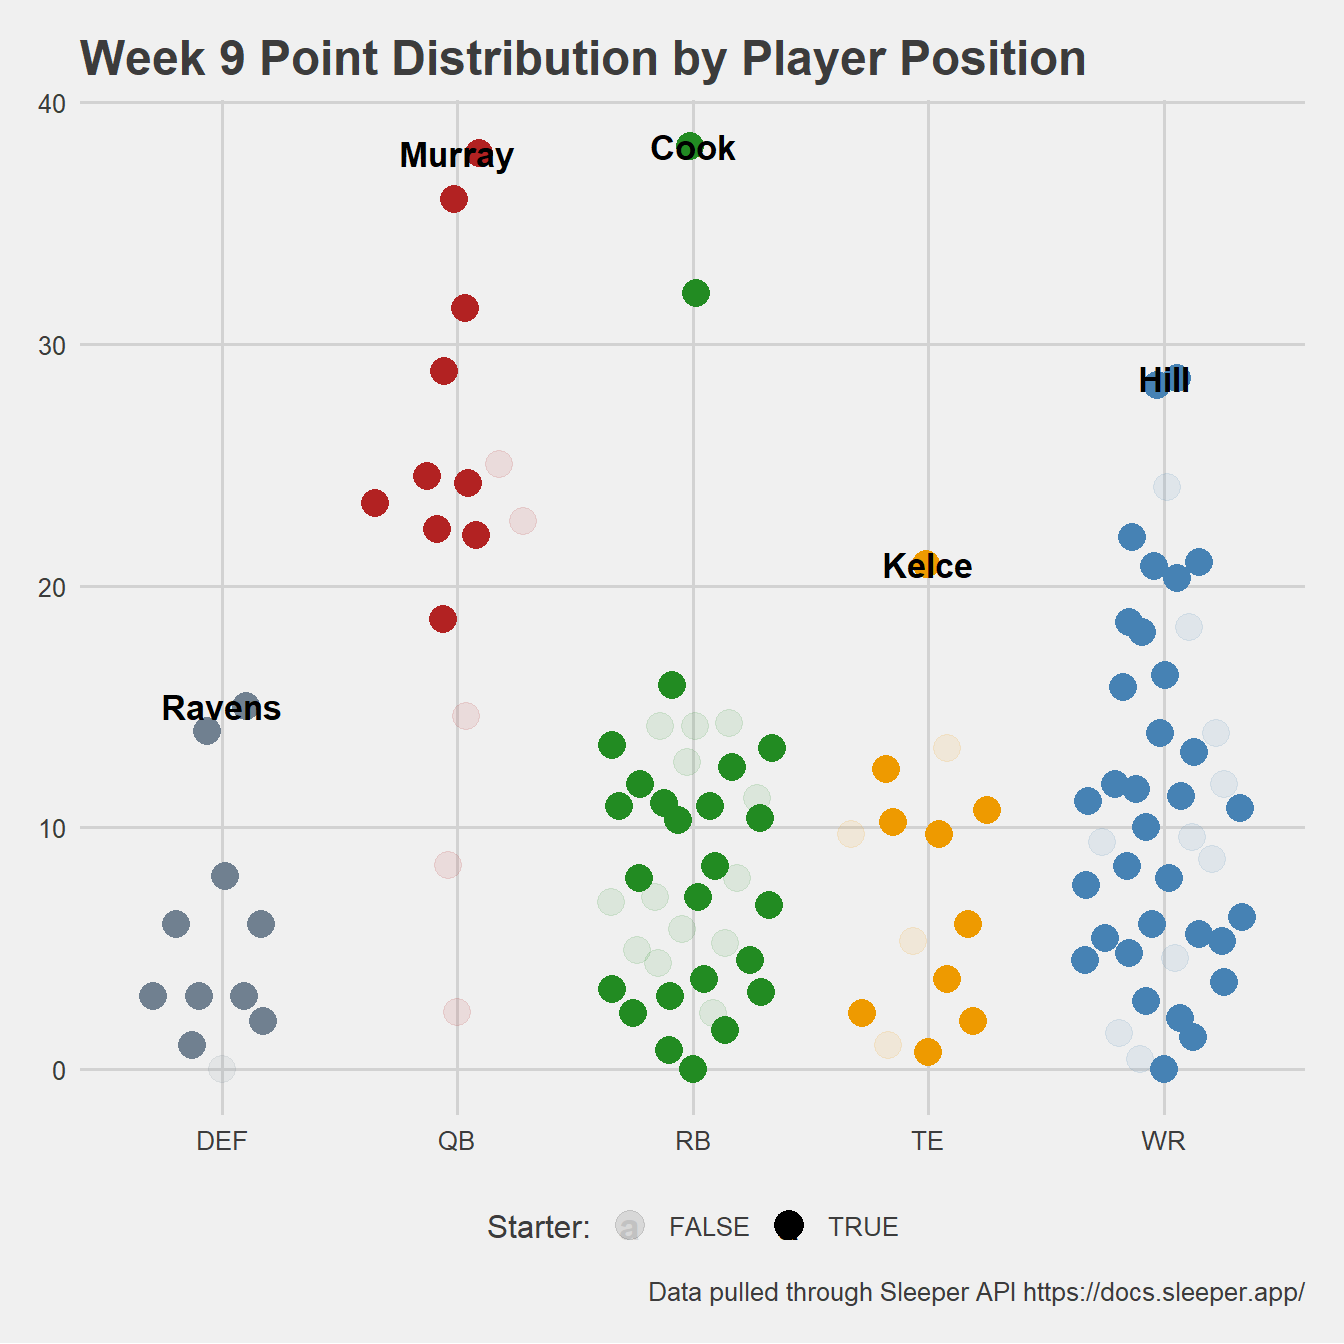 Week 9 Point Distribution by Player Position
40
Murray
Cook
30
Hill
20
Kelce
Ravens
10
0
DEF QB RB TE WR
Starter: a FALSE TRUE
Data pulled through Sleeper API https://docs.sleeper.app/